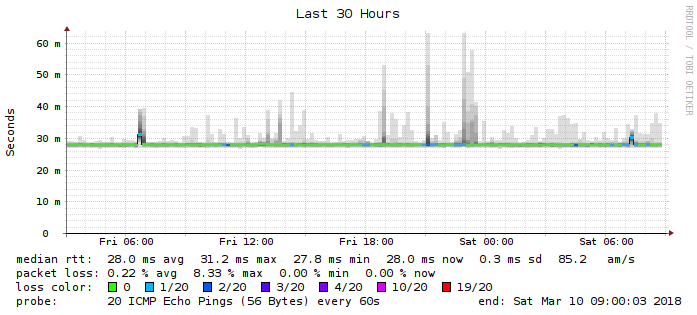 Last 30 Hours
RRDTOOL / TOBI OETIKER
Seconds
60 m
50 m
40 m
30 m
20 m
10 m
0
Fri 06:00 Fri 12:00 Fri 18:00 Sat 00:00 Sat 06:00
median rtt: 28.0 ms avg 31.2 ms max 27.8 ms min 28.0 ms now 0.3 ms sd 85.2 am/s
packet loss: 0.22 % avg 8.33 % max 0.00 % min 0.00 % now
loss color: 0 1/20 2/20 3/20 4/20 10/20 19/20
probe: 20 ICMP Echo Pings (56 Bytes) every 60s end: Sat Mar 10 09:00:03 2018